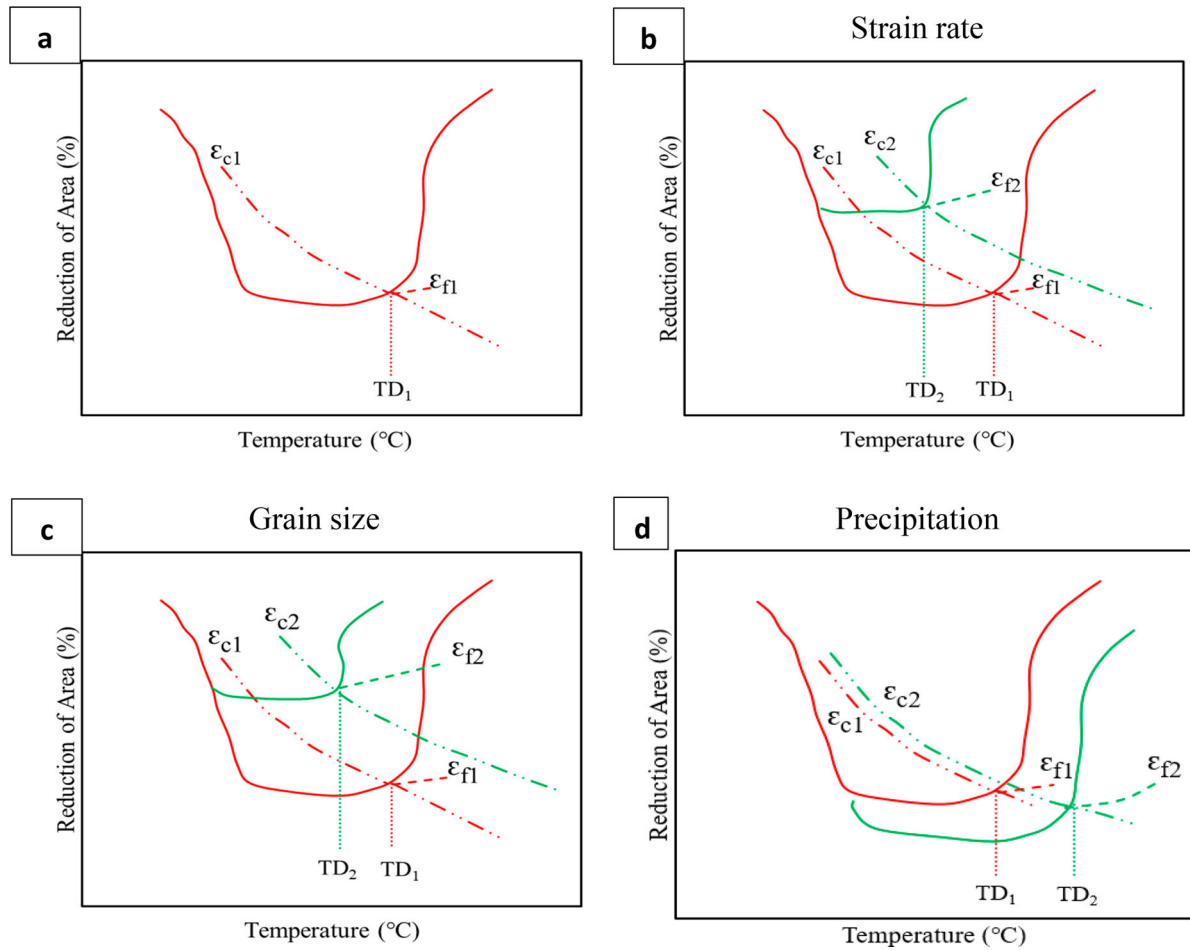 a
Reduction of Area (%)
εc1
εf1
TD1
Temperature (°C)
b
Strain rate
Reduction of Area (%)
εc1
εc2
εf2
εf1
TD2
TD1
Temperature (°C)
c
Grain size
Reduction of Area (%)
εc2
εc1
εf2
εf1
TD2
TD1
Temperature (°C)
d
Precipitation
Reduction of Area (%)
εc2
εc1
εf1
εf2
TD1
TD2
Temperature (°C)